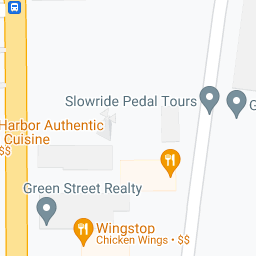 Slowride Pedal Tours
G
Harbor Authentic
Cuisine
$$
Green Street Realty
Wingstop
Chicken Wings • $$